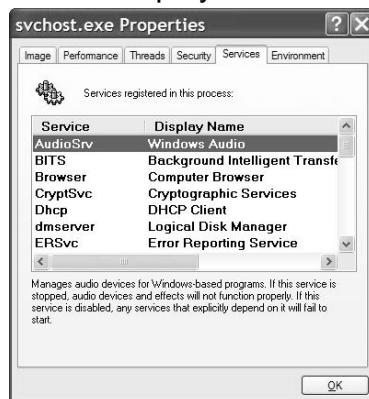 svchost.exe Properties
Image Performance Threads Security Services Environment
Services registered in this process:
Service Display Name
AudioSrv Windows Audio
BITS Background Intelligent Transfe
Browser Computer Browser
CryptSvc Cryptographic Services
Dhcp DHCP Client
dmserver Logical Disk Manager
ERSvc Error Reporting Service
Manages audio devices for Windows-based programs. If this service is
stopped, audio devices and effects will not function properly. If this
service is disabled, any services that explicitly depend on it will fail to
start.
OK